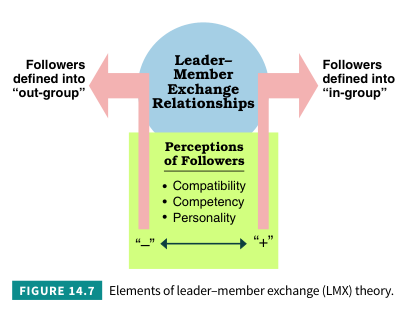 Followers
defined into
“out-group”
Leader–
Member
Exchange
Relationships
Followers
defined into
“in-group”
Perceptions
of Followers
• Compatibility
• Competency
• Personality
“–”
“+”
FIGURE 14.7 Elements of leader–member exchange (LMX) theory.